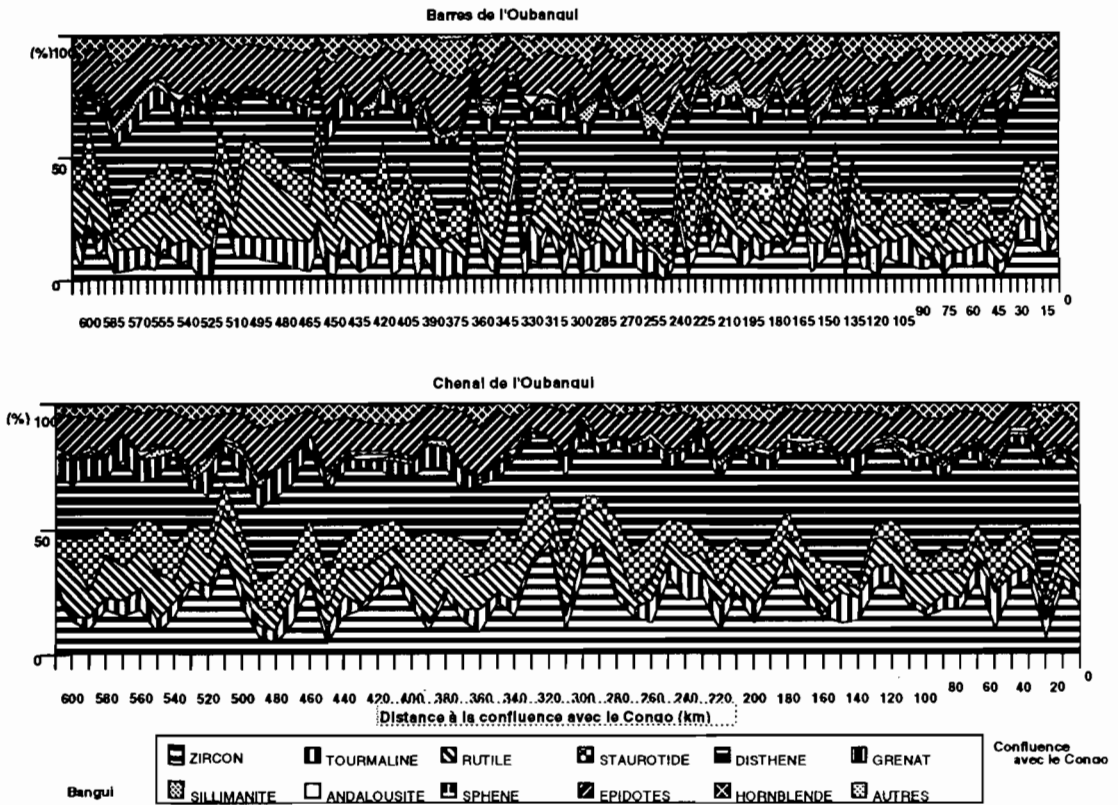 Barres de l'Oubangui
(%)100
50
0
0
600 585 570 555 540 525 510 495 480 465 450 435 420 405 390 375 360 345 330 315 300 285 270 255 240 225 210 195 180 165 150 135 120 105 90 75 60 45 30 15
Chenal de l'Oubangui
(%) 100
50
0
0
600 580 560 540 520 500 480 460 440 420 400 380 360 340 320 300 280 260 240 220 200 180 160 140 120 100 80 60 40 20
Distance à la confluence avec le Congo (km)
ZIRCON TOURMALINE RUTILE STAUROTIDE DISTHENE GRENAT
Confluence avec le Congo
Bangui
SILLIMANITE ANDALOUSITE SPHENE EPIDOTES HORNBLENDE AUTRES